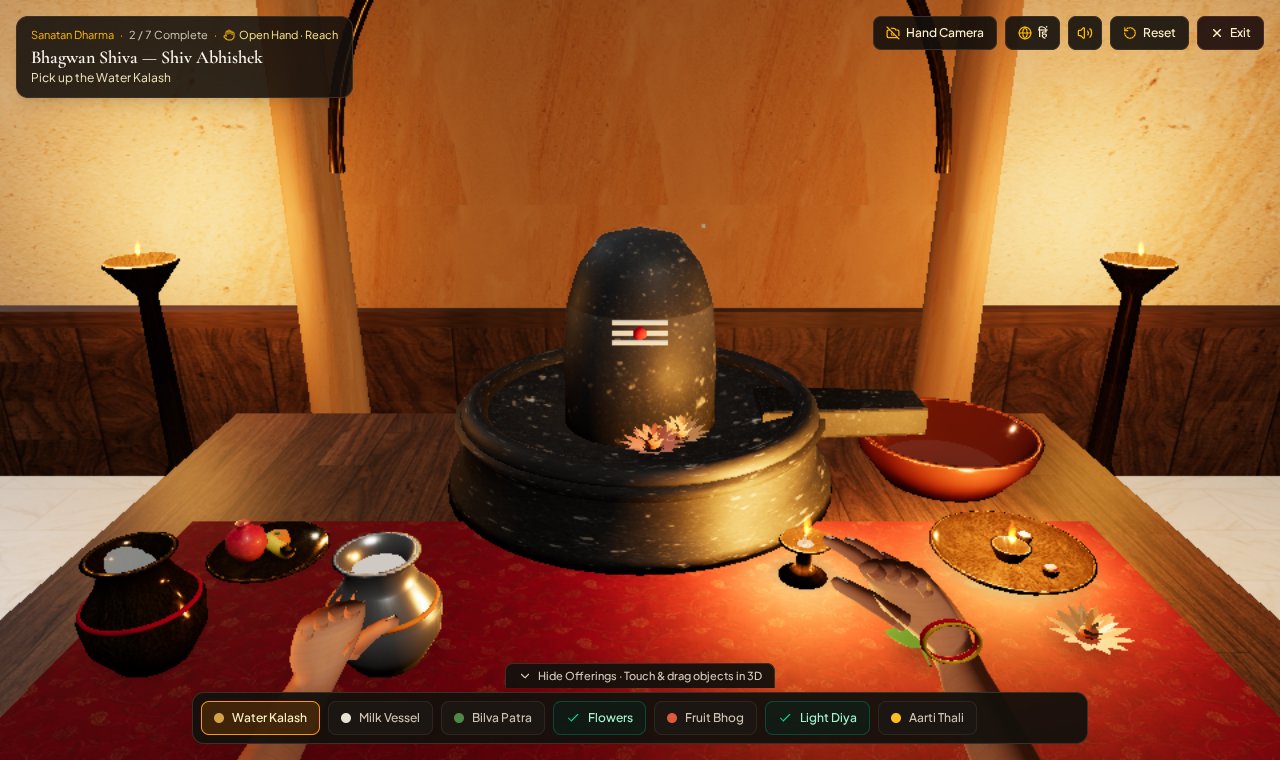 Sanatan Dharma · 2 / 7 Complete · Open Hand · Reach
Bhagwan Shiva — Shiv Abhishek
Pick up the Water Kalash
Hand Camera
हिं
Reset
Exit
Hide Offerings · Touch & drag objects in 3D
Water Kalash
Milk Vessel
Bilva Patra
Flowers
Fruit Bhog
Light Diya
Aarti Thali